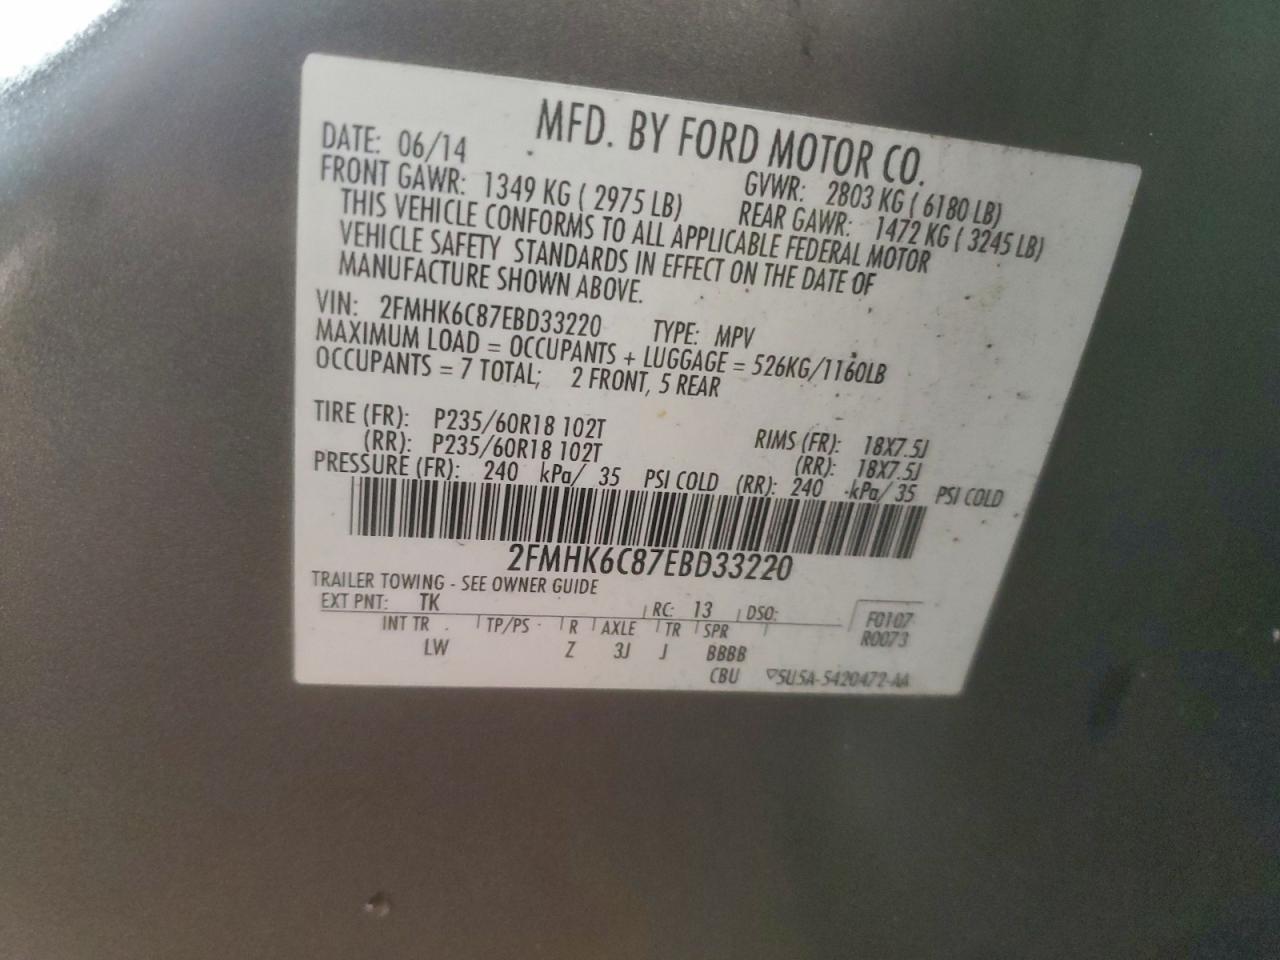 MFD. BY FORD MOTOR CO.
DATE: 06/14 GVWR: 2803 KG ( 6180 LB)
FRONT GAWR: 1349 KG ( 2975 LB) REAR GAWR: 1472 KG ( 3245 LB)
THIS VEHICLE CONFORMS TO ALL APPLICABLE FEDERAL MOTOR
VEHICLE SAFETY STANDARDS IN EFFECT ON THE DATE OF
MANUFACTURE SHOWN ABOVE.
VIN: 2FMHK6C87EBD33220 TYPE: MPV
MAXIMUM LOAD = OCCUPANTS + LUGGAGE = 526KG/1160LB
OCCUPANTS = 7 TOTAL; 2 FRONT, 5 REAR
TIRE (FR): P235/60R18 102T RIMS (FR): 18X7.5J
(RR): P235/60R18 102T (RR): 18X7.5J
PRESSURE (FR): 240 kPa/ 35 PSI COLD (RR): 240 kPa/ 35 PSI COLD
2FMHK6C87EBD33220
TRAILER TOWING - SEE OWNER GUIDE
EXT PNT: TK RC: 13 DSO: F0107
INT TR TP/PS R AXLE TR SPR R0073
LW Z 3J J BBBB
CBU ▽5U5A-5420472-AA